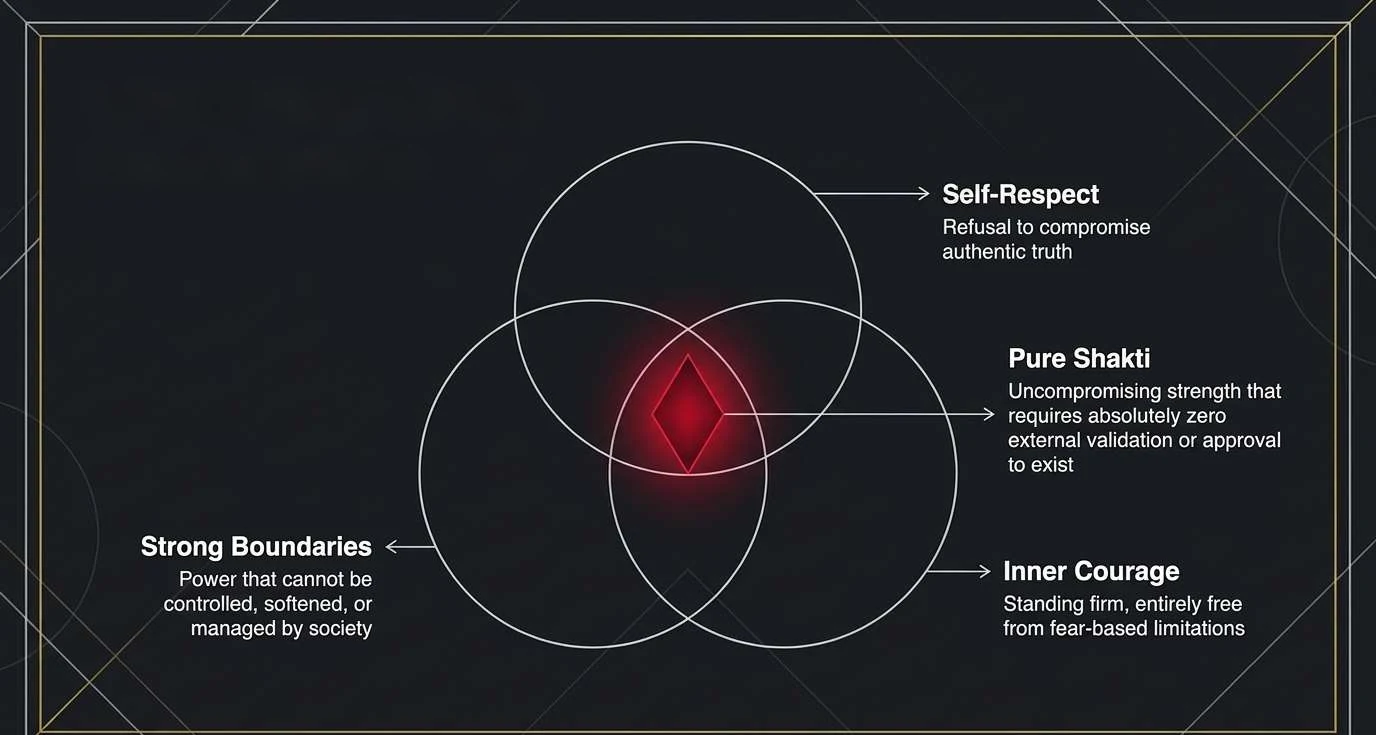 Self-Respect
Refusal to compromise
authentic truth
Pure Shakti
Uncompromising strength that
requires absolutely zero
external validation or approval
to exist
Strong Boundaries
Power that cannot be
controlled, softened, or
managed by society
Inner Courage
Standing firm, entirely free
from fear-based limitations